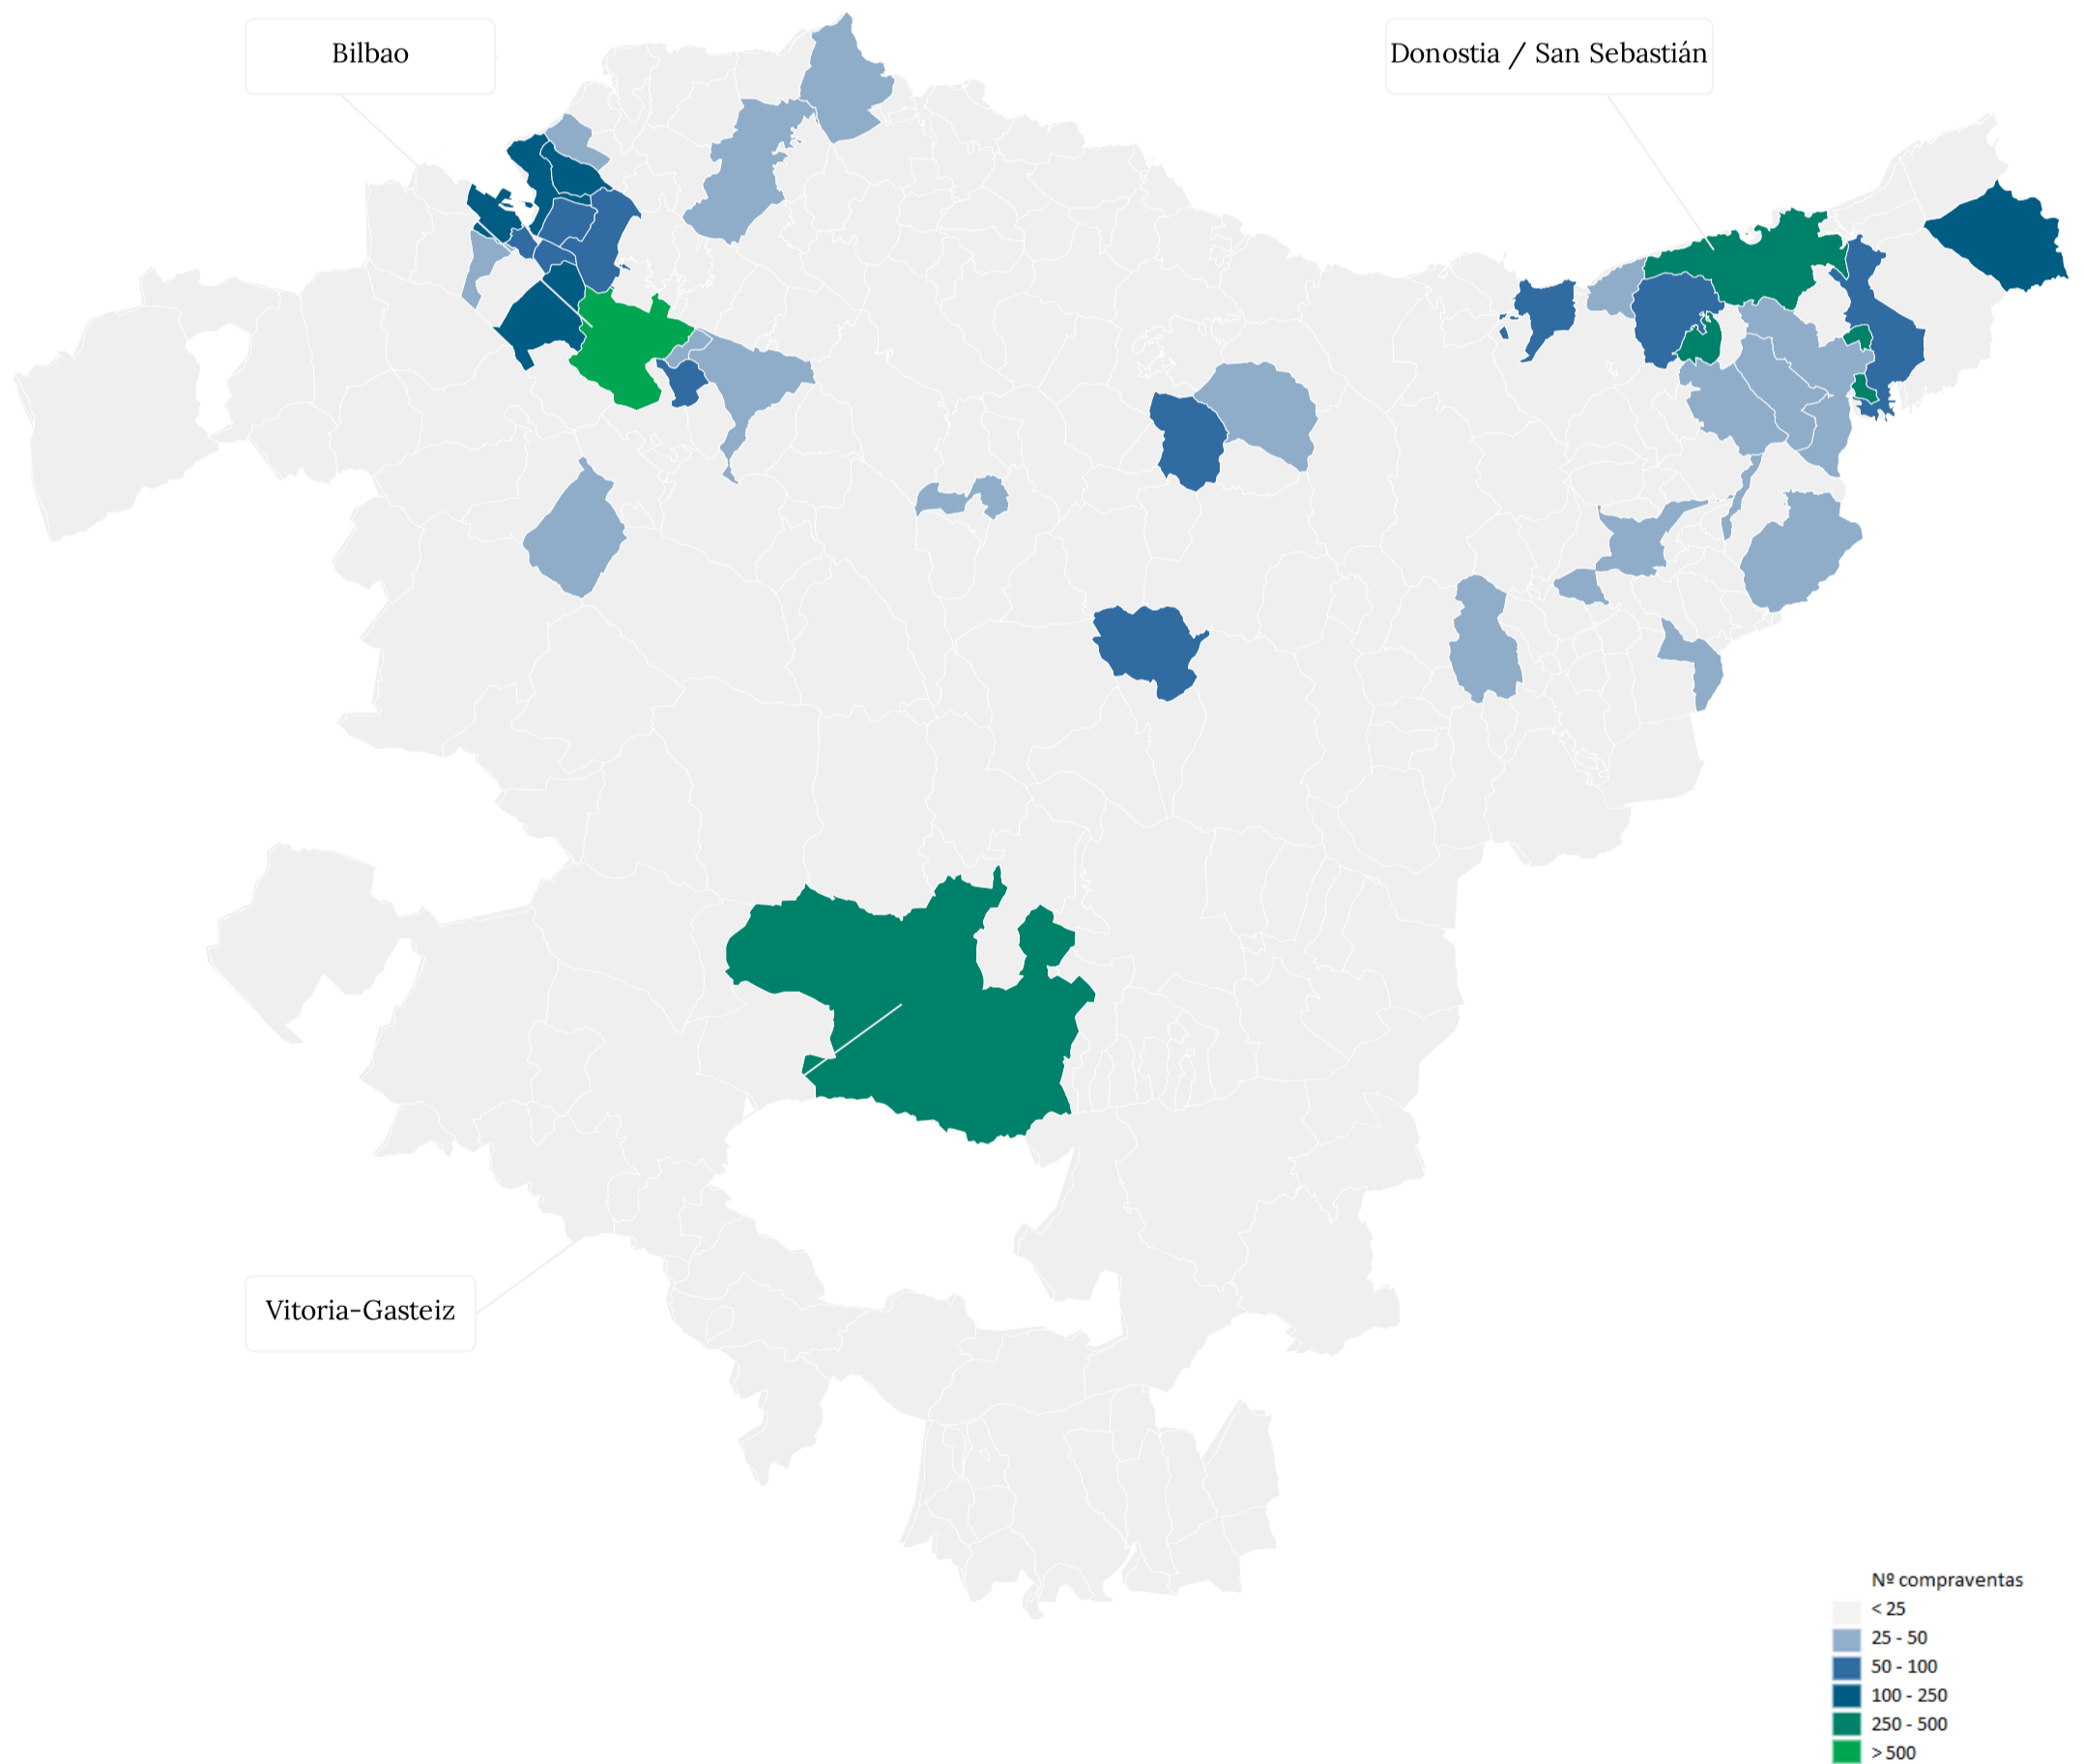 Bilbao
Donostia / San Sebastián
Vitoria-Gasteiz
Nº compraventas
< 25
25 - 50
50 - 100
100 - 250
250 - 500
> 500